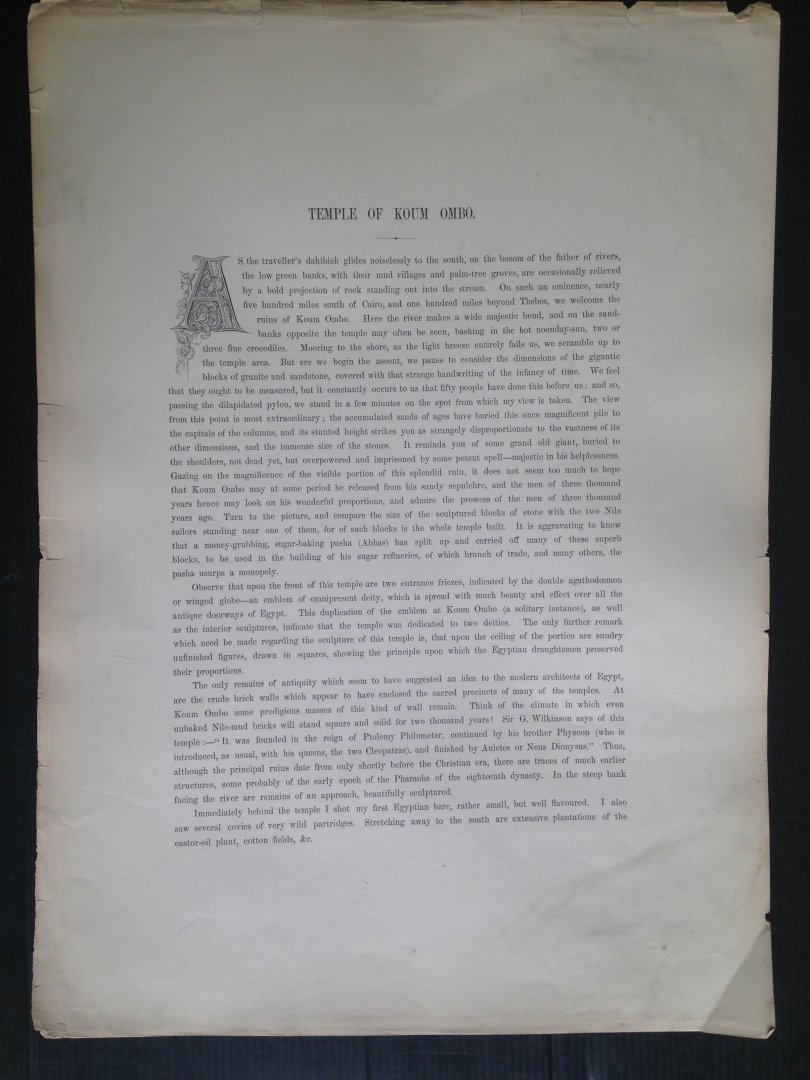 TEMPLE OF KOUM OMBO.
AS the traveller's dahibieh glides noiselessly to the south, on the bosom of the father of rivers,
the low green banks, with their mud villages and palm-tree groves, are occasionally relieved
by a bold projection of rock standing out into the stream. On such an eminence, nearly
five hundred miles south of Cairo, and one hundred miles beyond Thebes, we welcome the
ruins of Koum Ombo. Here the river makes a wide majestic bend, and on the sand-
banks opposite the temple may often be seen, basking in the hot noonday-sun, two or
three fine crocodiles. Mooring to the shore, as the light breeze entirely fails us, we scramble up to
the temple area. But ere we begin the ascent, we pause to consider the dimensions of the gigantic
blocks of granite and sandstone, covered with that strange handwriting of the infancy of time. We feel
that they ought to be measured, but it constantly occurs to us that fifty people have done this before us; and so,
passing the dilapidated pylon, we stand in a few minutes on the spot from which my view is taken. The view
from this point is most extraordinary; the accumulated sands of ages have buried this once magnificent pile to
the capitals of the columns, and its stunted height strikes you as strangely disproportionate to the vastness of its
other dimensions, and the immense size of the stones It reminds you of some grand old giant, buried to
the shoulders, not dead yet, but overpowered and imprisoned by some potent spell—majestic in his helplessness.
Gazing on the magnificence of the visible portion of this splendid ruin, it does not seem too much to hope
that Koum Ombo may at some period be released from his sandy sepulchre, and the men of three thousand
years hence may look on his wonderful proportions, and admire the prowess of the men of three thousand
years ago. Turn to the picture, and compare the size of the sculptured blocks of stone with the two Nile
sailors standing near one of them, for of such blocks is the whole temple built. It is aggravating to know
that a money-grubbing, sugar-baking pasha (Abbas) has split up and carried off many of these superb
blocks, to be used in the building of his sugar refineries, of which branch of trade, and many others, the
pasha usurps a monopoly.
Observe that upon the front of this temple are two entrance friezes, indicated by the double agathodæmon
or winged globe—an emblem of omnipresent deity, which is spread with much beauty and effect over all the
antique doorways of Egypt. This duplication of the emblem at Koum Ombo (a solitary instance), as well
as the interior sculptures, indicate that the temple was dedicated to two deities. The only further remark
which need be made regarding the sculpture of this temple is, that upon the ceiling of the portico are sundry
unfinished figures, drawn in squares, showing the principle upon which the Egyptian draughtsmen preserved
their proportions.
The only remains of antiquity which seem to have suggested an idea to the modern architects of Egypt,
are the crude brick walls which appear to have enclosed the sacred precincts of many of the temples. At
Koum Ombo some prodigious masses of this kind of wall remain. Think of the climate in which even
unbaked Nile-mud bricks will stand square and solid for two thousand years! Sir G. Wilkinson says of this
temple:—"It was founded in the reign of Ptolemy Philometer, continued by his brother Physcon (who is
introduced, as usual, with his queens, the two Cleopatras), and finished by Auletes or Neus Dionysus." Thus,
although the principal ruins date from only shortly before the Christian era, there are traces of much earlier
structures, some probably of the early epoch of the Pharaohs of the eighteenth dynasty. In the steep bank
facing the river are remains of an approach, beautifully sculptured.
Immediately behind the temple I shot my first Egyptian hare, rather small, but well flavoured. I also
saw several covies of very wild partridges. Stretching away to the south are extensive plantations of the
castor-oil plant, cotton fields, &c.